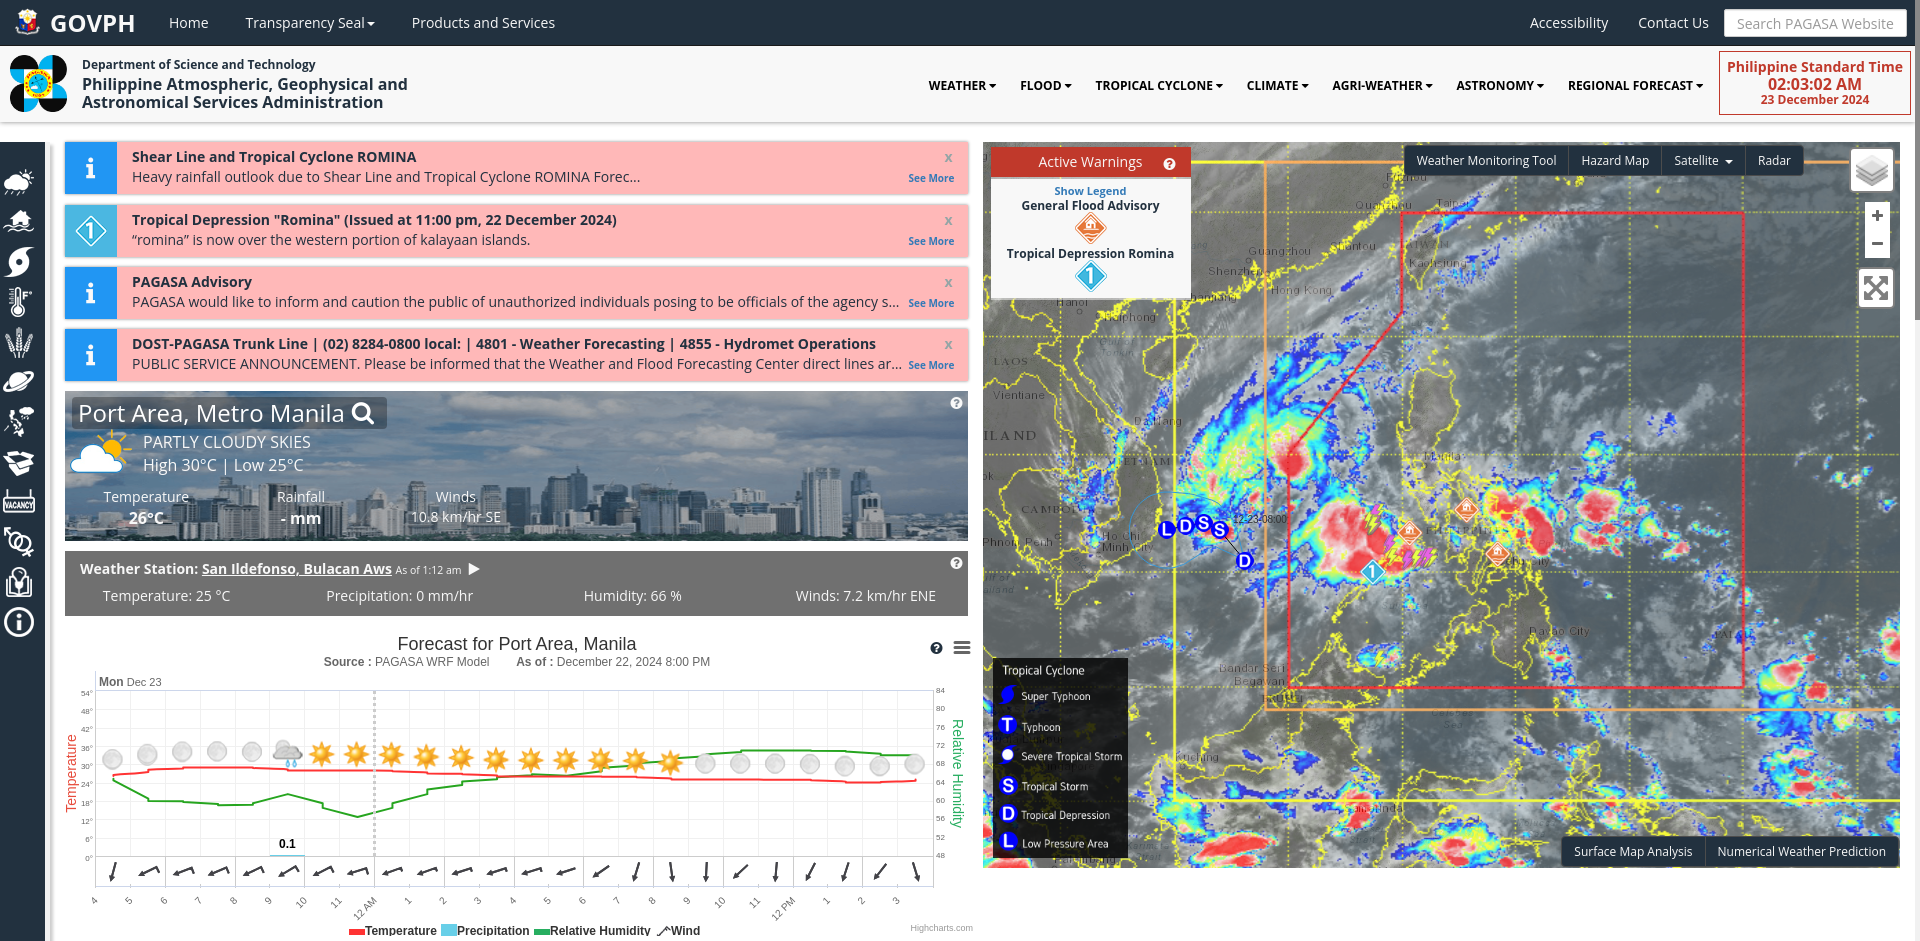 GOVPH
Home
Transparency Seal
Products and Services
Accessibility
Contact Us
Search PAGASA Website
Department of Science and Technology
Philippine Atmospheric, Geophysical and
Astronomical Services Administration
WEATHER
FLOOD
TROPICAL CYCLONE
CLIMATE
AGRI-WEATHER
ASTRONOMY
REGIONAL FORECAST
Philippine Standard Time
02:03:02 AM
23 December 2024
Shear Line and Tropical Cyclone ROMINA
x
Heavy rainfall outlook due to Shear Line and Tropical Cyclone ROMINA Forec...
See More
Tropical Depression "Romina" (Issued at 11:00 pm, 22 December 2024)
x
“romina” is now over the western portion of kalayaan islands.
See More
PAGASA Advisory
x
PAGASA would like to inform and caution the public of unauthorized individuals posing to be officials of the agency s...
See More
DOST-PAGASA Trunk Line | (02) 8284-0800 local: | 4801 - Weather Forecasting | 4855 - Hydromet Operations
x
PUBLIC SERVICE ANNOUNCEMENT. Please be informed that the Weather and Flood Forecasting Center direct lines ar...
See More
VACANCY
Port Area, Metro Manila
PARTLY CLOUDY SKIES
High 30°C | Low 25°C
Temperature
Rainfall
Winds
26°C
- mm
10.8 km/hr SE
Weather Station: San Ildefonso, Bulacan Aws As of 1:12 am
Temperature: 25 °C
Precipitation: 0 mm/hr
Humidity: 66 %
Winds: 7.2 km/hr ENE
Forecast for Port Area, Manila
Source : PAGASA WRF Model
As of : December 22, 2024 8:00 PM
Mon Dec 23
54°
48°
42°
36°
30°
24°
18°
12°
6°
0°
Temperature
84
80
76
72
68
64
60
56
52
48
Relative Humidity
0.1
4
5
6
7
8
9
10
11
12 AM
1
2
3
4
5
6
7
8
9
10
11
12 PM
1
2
3
Temperature
Precipitation
Relative Humidity
Wind
Highcharts.com
Active Warnings
Show Legend
General Flood Advisory
Tropical Depression Romina
1
Weather Monitoring Tool
Hazard Map
Satellite
Radar
+
−
Guangzhou
Shantou
Shenzhen
Hong Kong
Kaohsiung
Hanoi
LAOS
Vientiane
Da Nang
Manila
Phnom Penh
Ho Chi
Minh City
12-23-08:00
L
D
S
S
D
1
Davao City
Bandar Seri
Begawan
Kuching
Tropical Cyclone
Super Typhoon
T
Typhoon
Severe Tropical Storm
S
Tropical Storm
D
Tropical Depression
L
Low Pressure Area
Surface Map Analysis
Numerical Weather Prediction